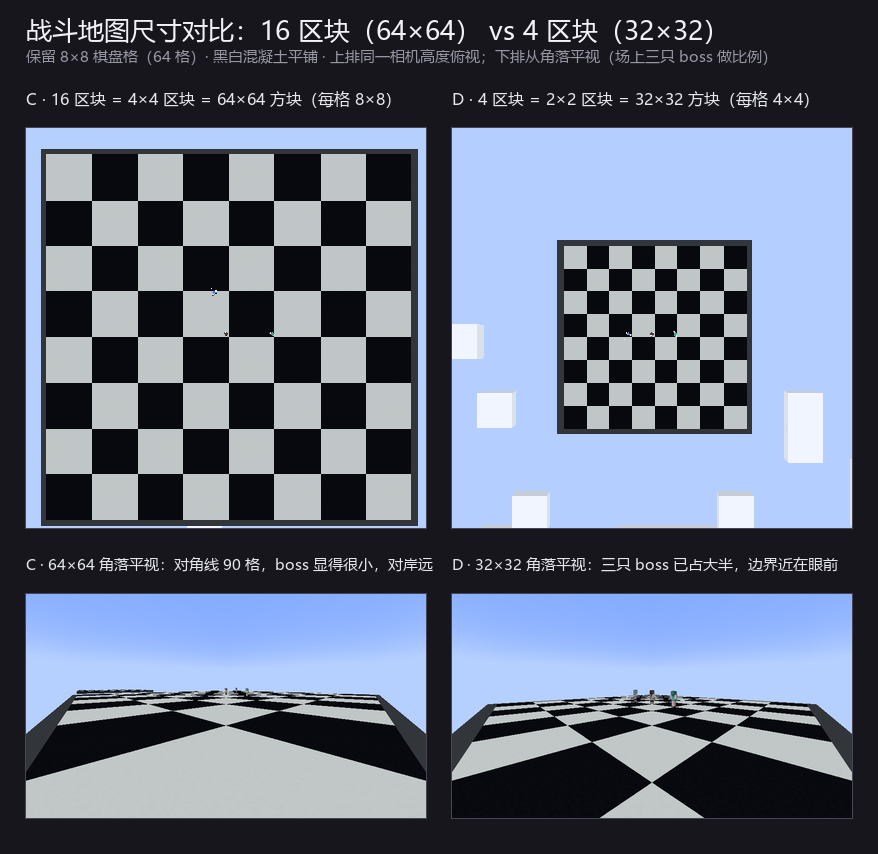 战斗地图尺寸对比：16 区块（64×64） vs 4 区块（32×32）
保留 8×8 棋盘格（64 格）· 黑白混凝土平铺 · 上排同一相机高度俯视；下排从角落平视（场上三只 boss 做比例）
C · 16 区块 = 4×4 区块 = 64×64 方块（每格 8×8）
D · 4 区块 = 2×2 区块 = 32×32 方块（每格 4×4）
C · 64×64 角落平视：对角线 90 格，boss 显得很小，对岸远
D · 32×32 角落平视：三只 boss 已占大半，边界近在眼前